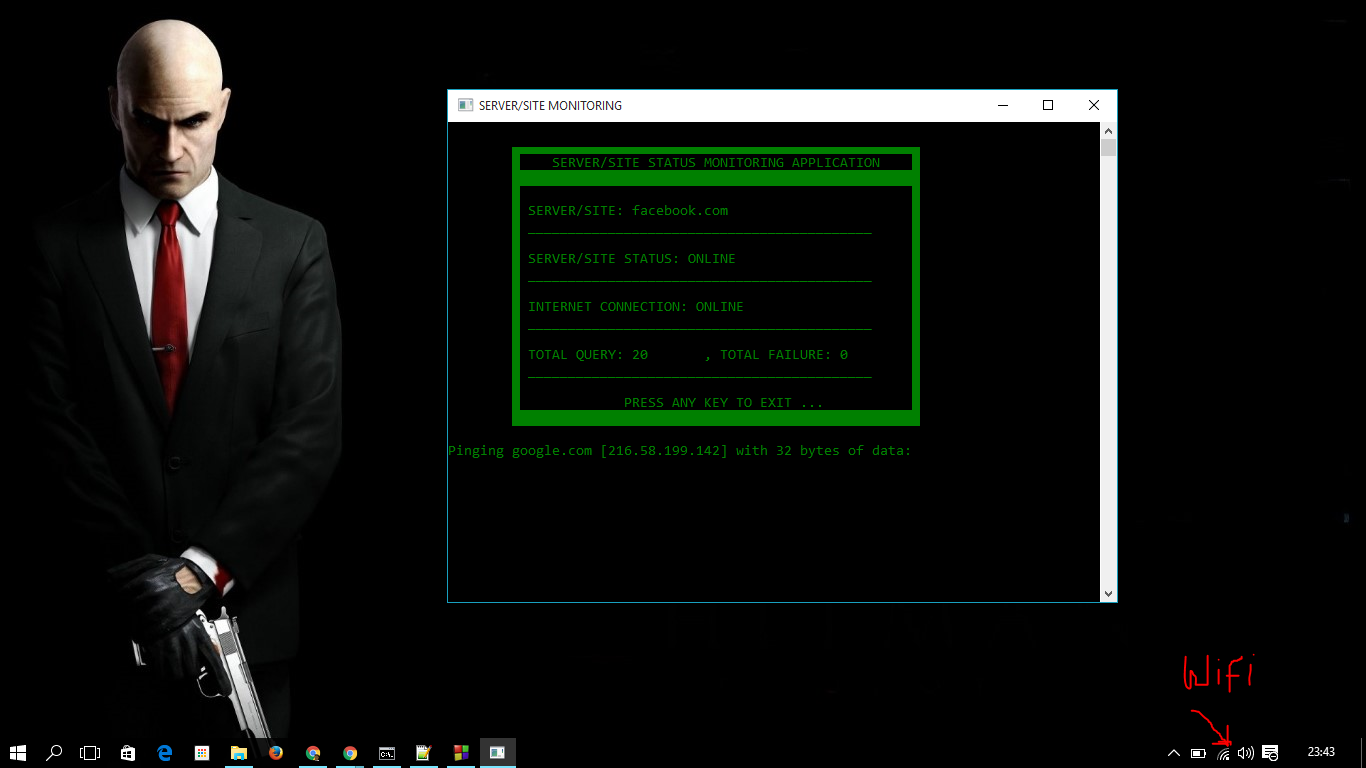 SERVER/SITE MONITORING
SERVER/SITE STATUS MONITORING APPLICATION
SERVER/SITE: facebook.com
SERVER/SITE STATUS: ONLINE
INTERNET CONNECTION: ONLINE
TOTAL QUERY: 20 , TOTAL FAILURE: 0
PRESS ANY KEY TO EXIT ...
Pinging google.com [216.58.199.142] with 32 bytes of data:
WiFi
23:43